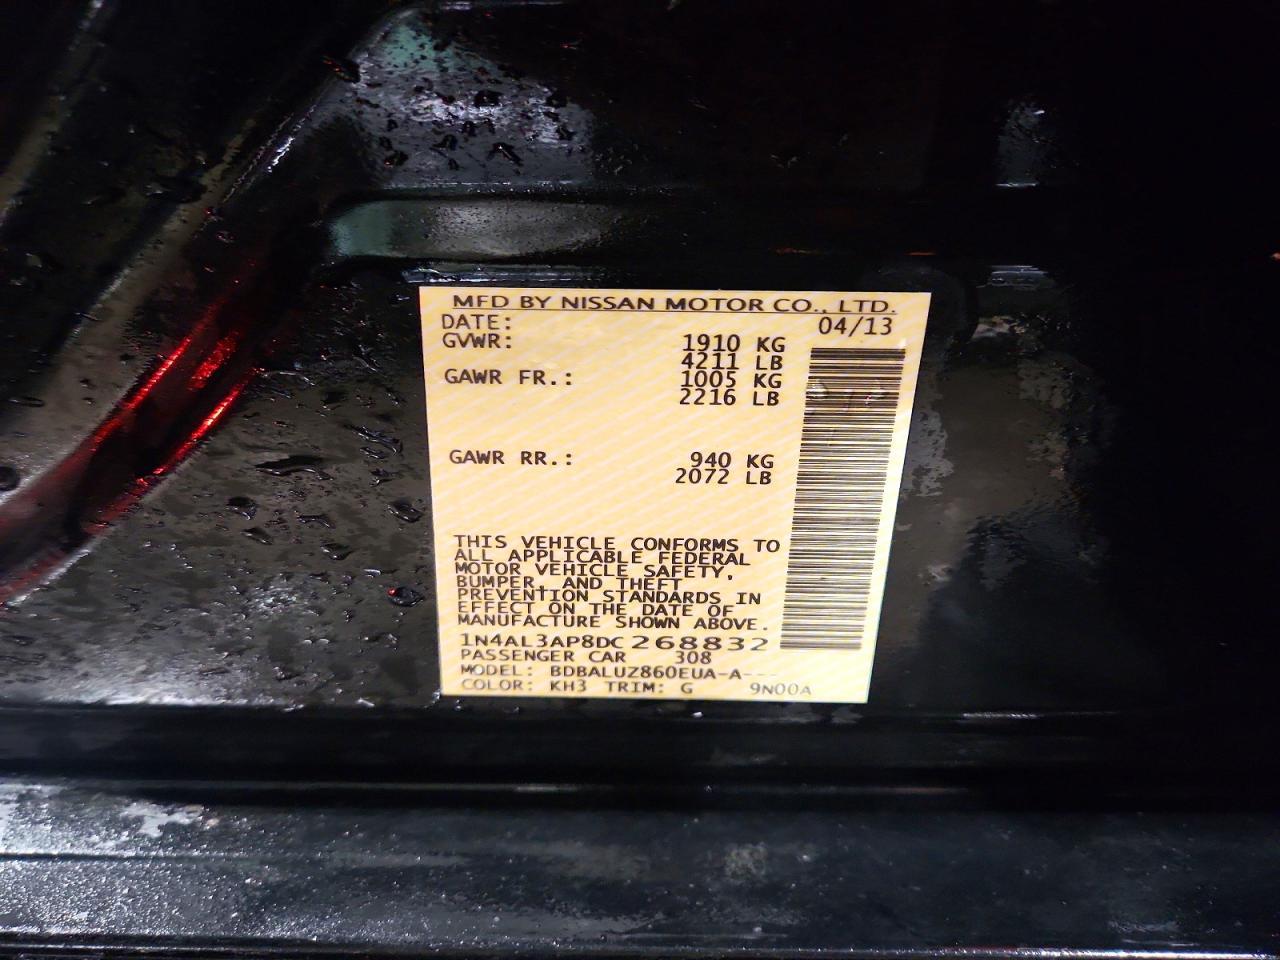 MFD BY NISSAN MOTOR CO., LTD.
DATE: 04/13
GVWR: 1910 KG
4211 LB
GAWR FR.: 1005 KG
2216 LB
GAWR RR.: 940 KG
2072 LB
THIS VEHICLE CONFORMS TO
ALL APPLICABLE FEDERAL
MOTOR VEHICLE SAFETY,
BUMPER, AND THEFT
PREVENTION STANDARDS IN
EFFECT ON THE DATE OF
MANUFACTURE SHOWN ABOVE.
1N4AL3AP8DC268832
PASSENGER CAR 308
MODEL: BDBALUZ860EUA-A---
COLOR: KH3 TRIM: G 9N00A